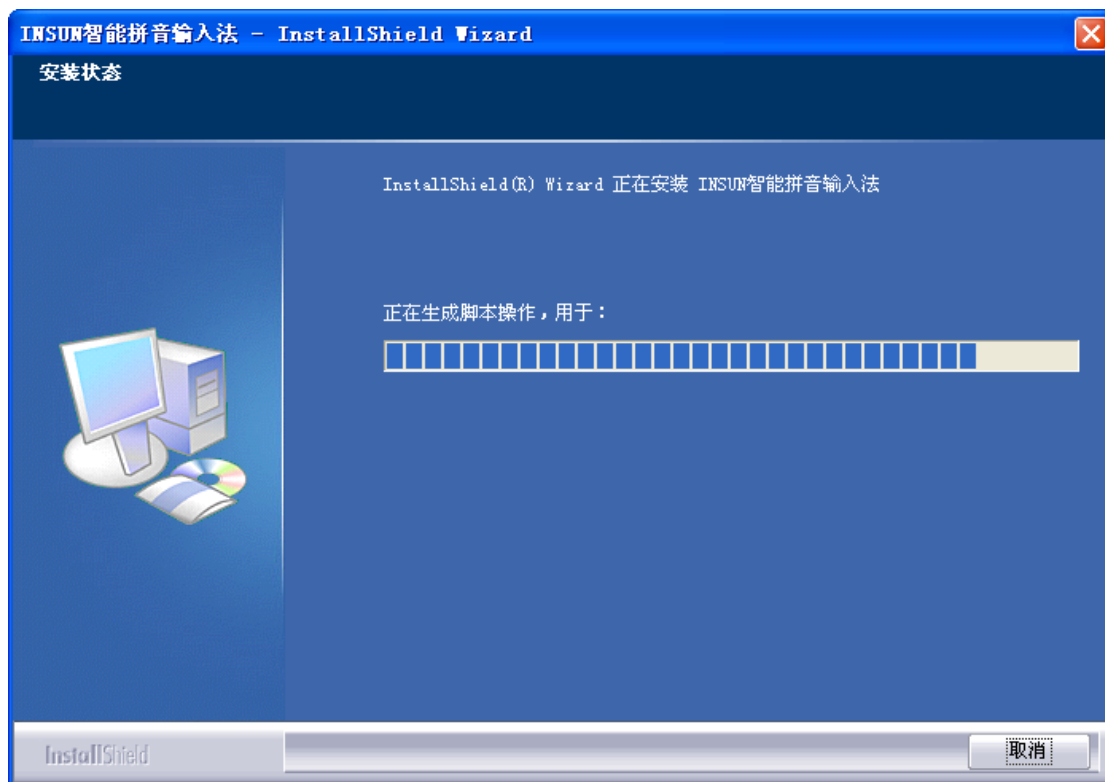 INSUN智能拼音输入法 - InstallShield Wizard
安装状态
InstallShield(R) Wizard 正在安装 INSUN智能拼音输入法
正在生成脚本操作，用于：
InstallShield
取消